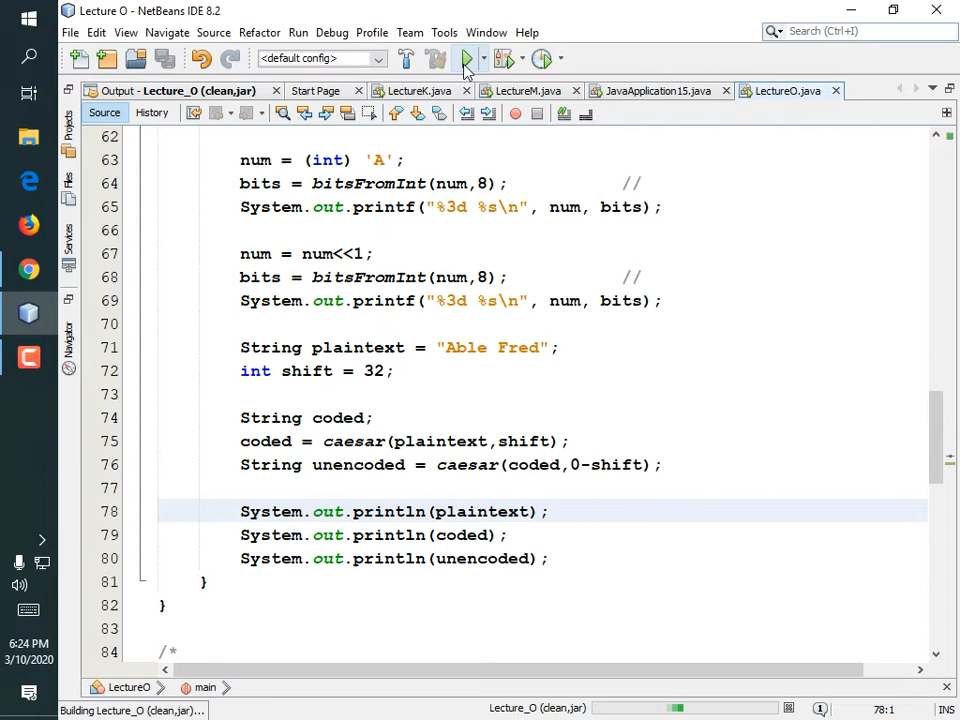 Lecture O - NetBeans IDE 8.2
File Edit View Navigate Source Refactor Run Debug Profile Team Tools Window Help
Search (Ctrl+I)
<default config>
Output - Lecture_O (clean,jar)
Start Page
LectureK.java
LectureM.java
JavaApplication15.java
LectureO.java
Source History
Projects
Files
Services
Navigator
62
63 num = (int) 'A';
64 bits = bitsFromInt(num,8); //
65 System.out.printf("%3d %s\n", num, bits);
66
67 num = num<<1;
68 bits = bitsFromInt(num,8); //
69 System.out.printf("%3d %s\n", num, bits);
70
71 String plaintext = "Able Fred";
72 int shift = 32;
73
74 String coded;
75 coded = caesar(plaintext,shift);
76 String unencoded = caesar(coded,0-shift);
77
78 System.out.println(plaintext);
79 System.out.println(coded);
80 System.out.println(unencoded);
81 }
82 }
83
84 /*
LectureO main
6:24 PM
3/10/2020
Building Lecture_O (clean,jar)...
Lecture_O (clean,jar)
1
78:1
INS